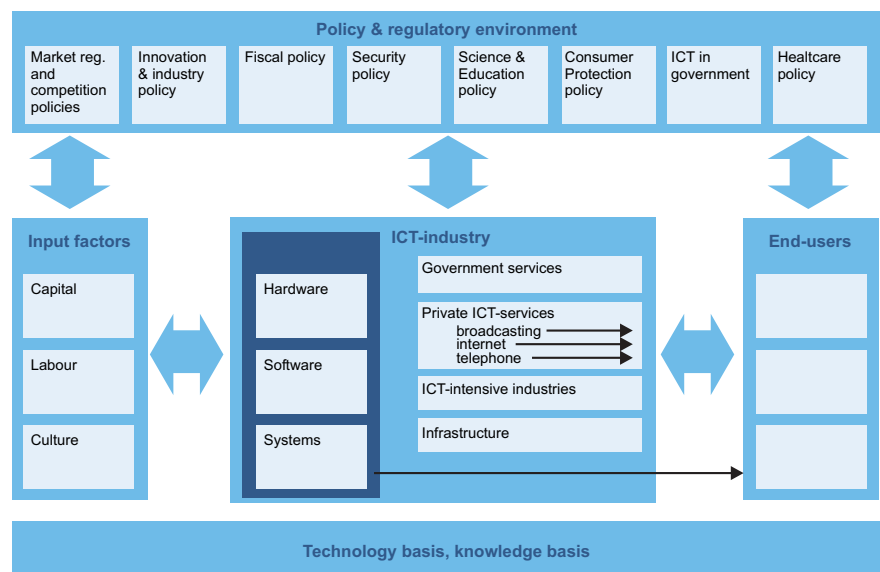 Policy & regulatory environment
Market reg.
and
competition
policies
Innovation
& industry
policy
Fiscal policy
Security
policy
Science &
Education
policy
Consumer
Protection
policy
ICT in
government
Healtcare
policy
Input factors
Capital
Labour
Culture
ICT-industry
Hardware
Software
Systems
Government services
Private ICT-services
broadcasting
internet
telephone
ICT-intensive industries
Infrastructure
End-users
Technology basis, knowledge basis